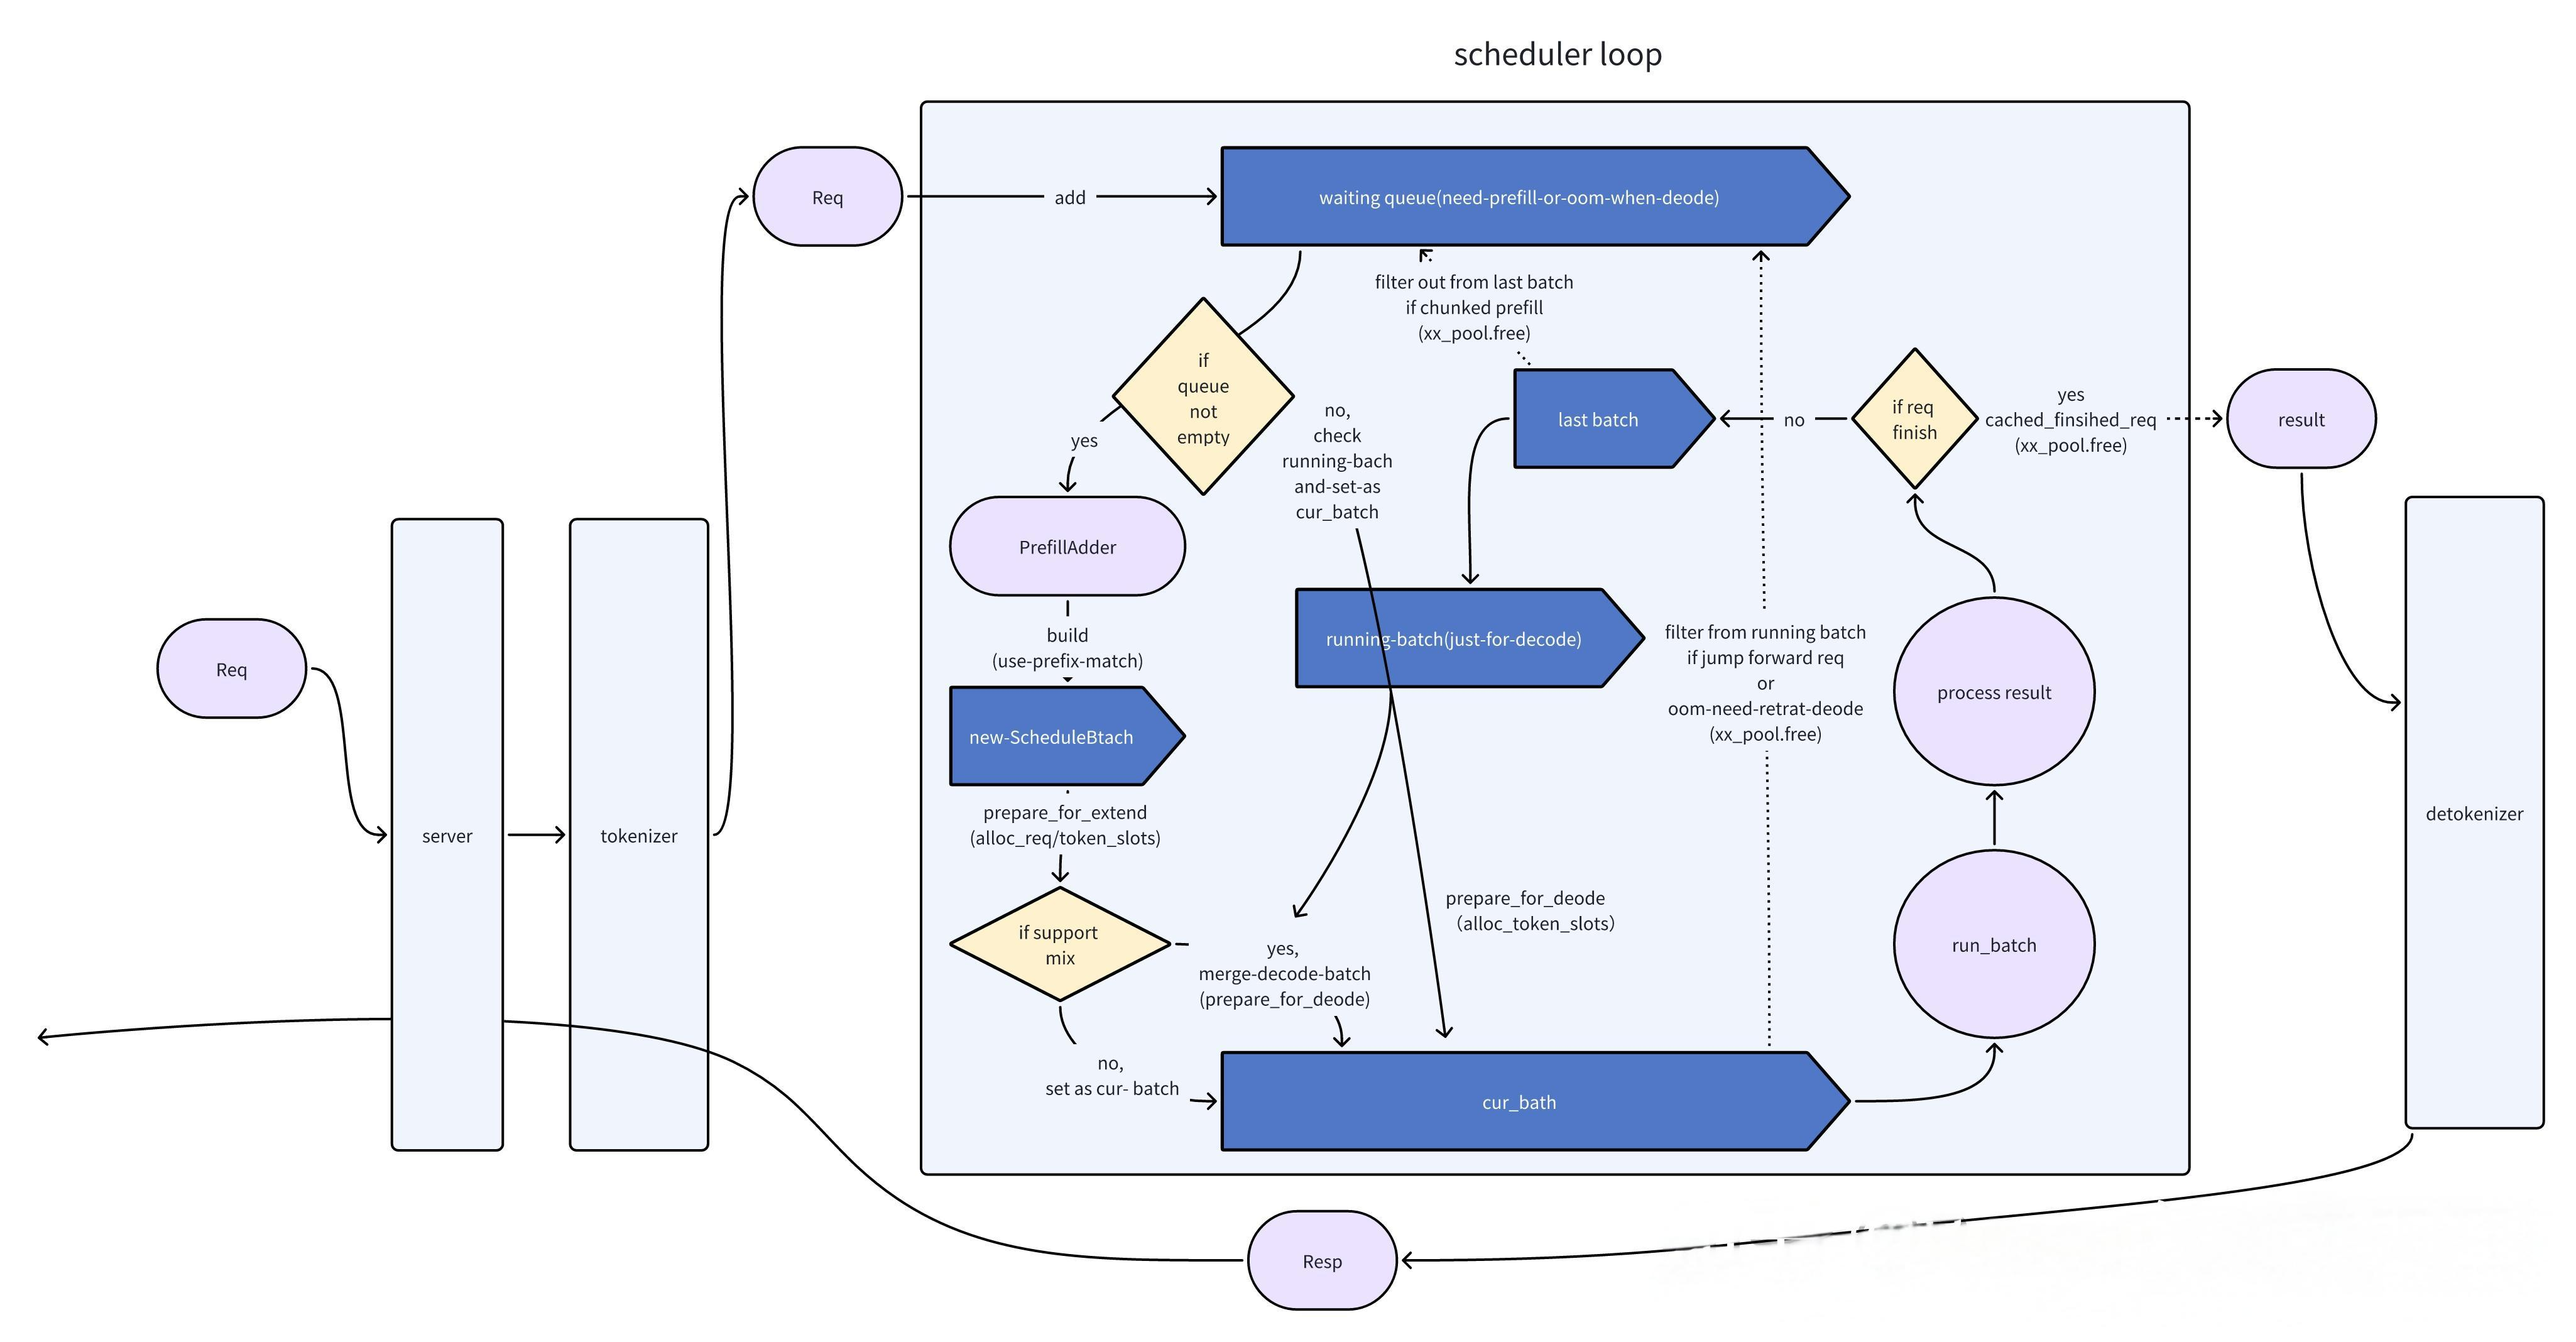 scheduler loop
Req
add
waiting queue(need-prefill-or-oom-when-deode)
filter out from last batch
if chunked prefill
(xx_pool.free)
if
queue
not
empty
yes
no,
check
running-bach
and-set-as
cur_batch
last batch
no
if req
finish
yes
cached_finsihed_req
(xx_pool.free)
result
PrefillAdder
build
(use-prefix-match)
running-batch(just-for-decode)
filter from running batch
if jump forward req
or
oom-need-retrat-deode
(xx_pool.free)
process result
Req
server
tokenizer
new-ScheduleBtach
prepare_for_extend
(alloc_req/token_slots)
detokenizer
if support
mix
yes,
merge-decode-batch
(prepare_for_deode)
prepare_for_deode
（alloc_token_slots）
run_batch
no,
set as cur- batch
cur_bath
Resp